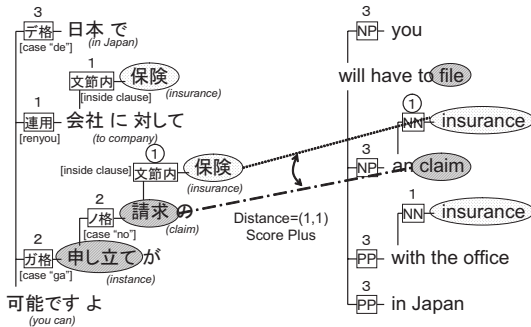 3
デ格 日本 で
[case "de"] (in Japan)
1
文節内 保険
[inside clause] (insurance)
1
連用 会社 に 対して
[renyou] (to company)
①
[inside clause] 文節内 保険
(insurance)
2
ノ格 請求 の
[case "no"] (claim)
2
ガ格 申し立て が
[case "ga"] (instance)
可能です よ
(you can)
Distance=(1,1)
Score Plus
3
NP you
will have to file
①
NN insurance
3
NP an claim
1
NN insurance
3
PP with the office
3
PP in Japan